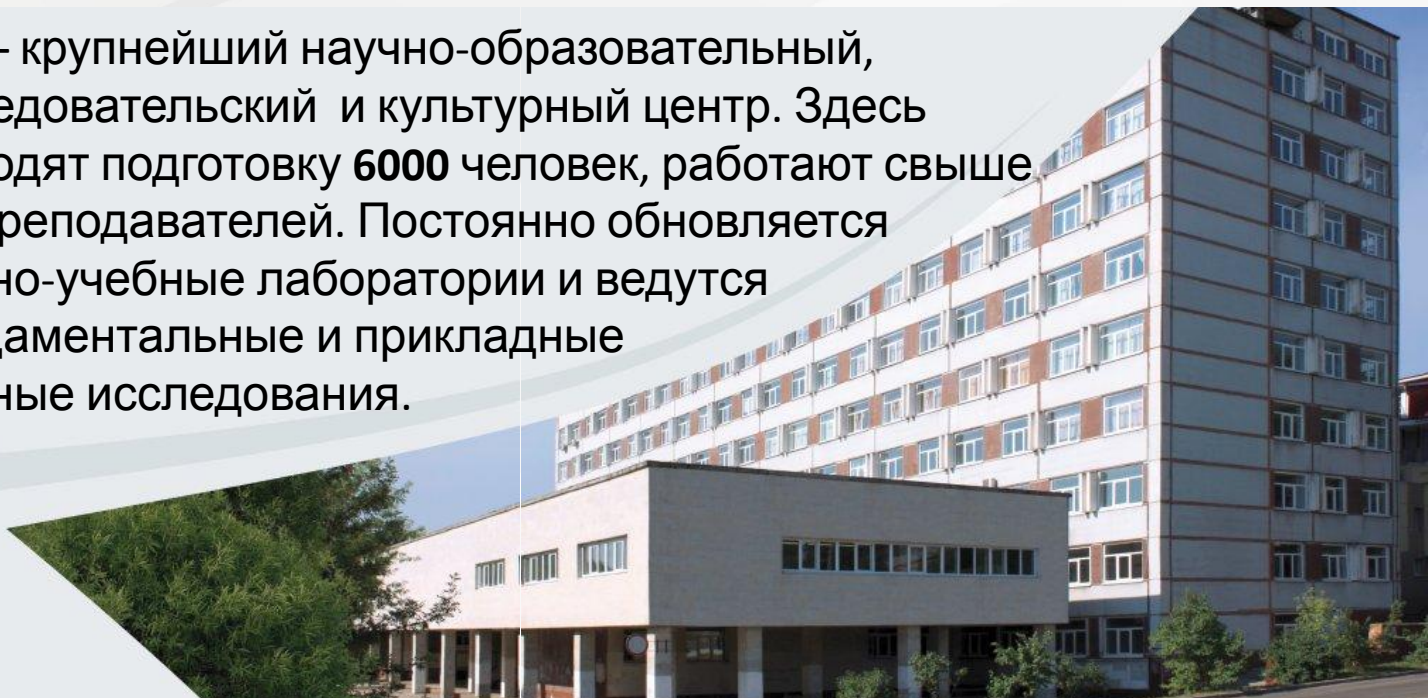 – крупнейший научно-образовательный,
едовательский и культурный центр. Здесь
одят подготовку 6000 человек, работают свыше
реподавателей. Постоянно обновляется
но-учебные лаборатории и ведутся
даментальные и прикладные
ные исследования.